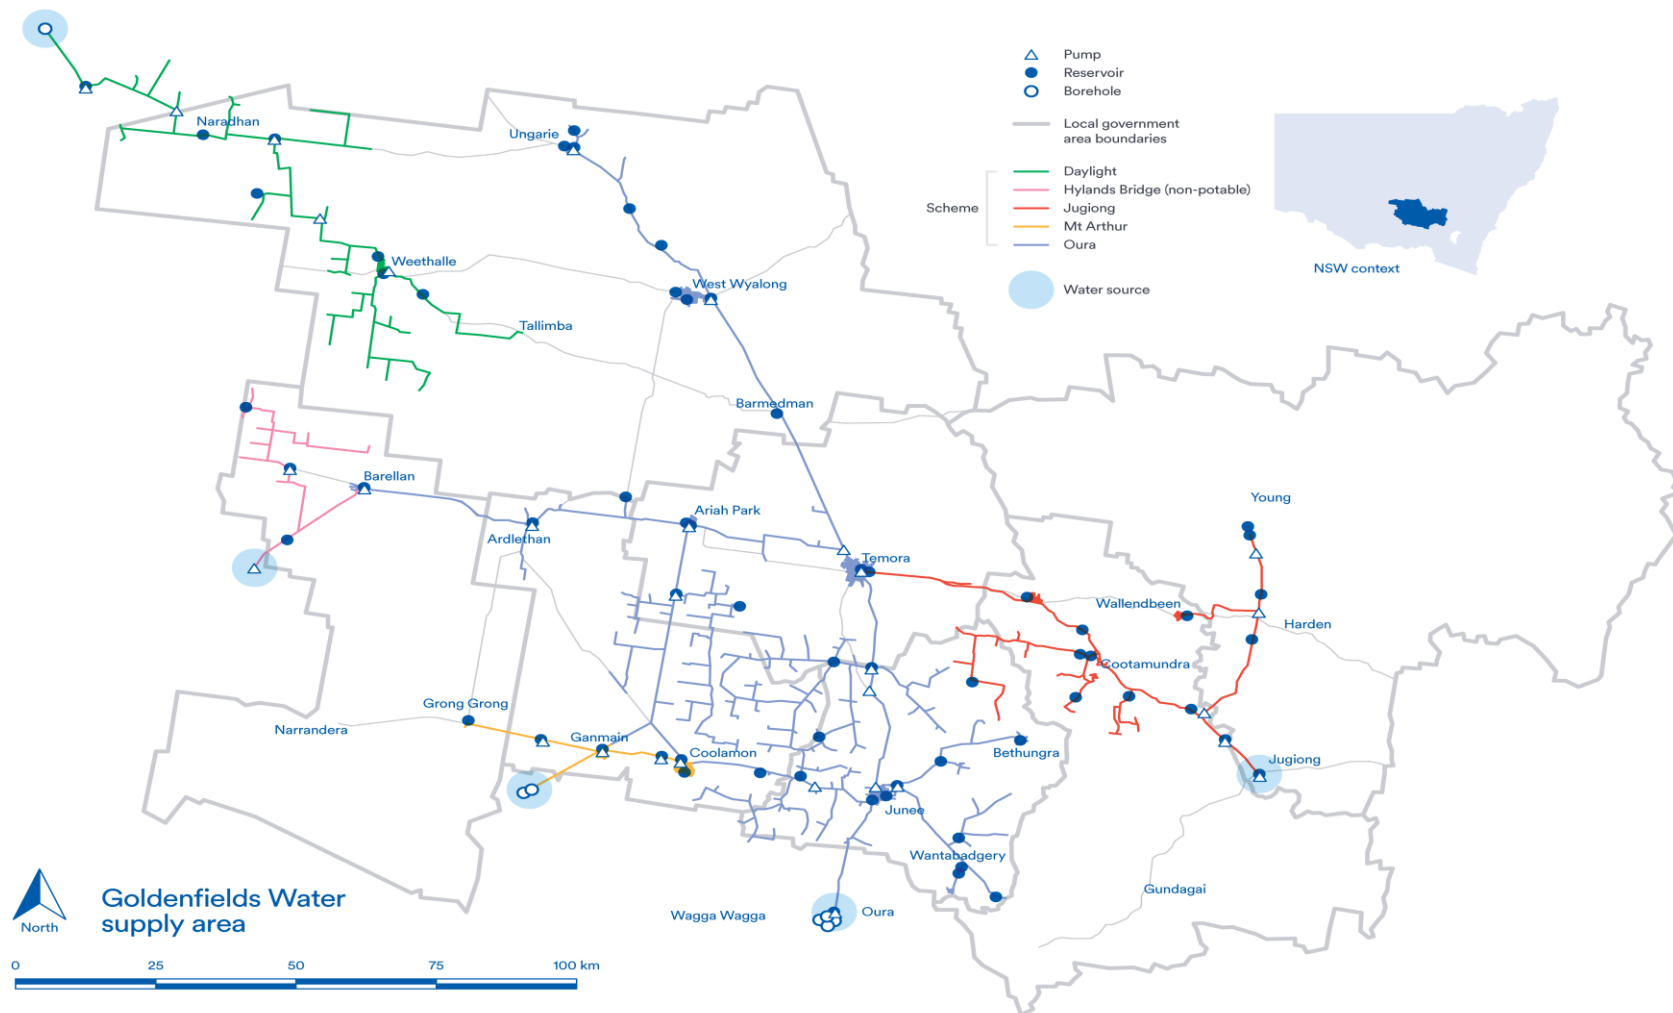 Pump
Reservoir
Borehole
Local government
area boundaries
Scheme
Daylight
Hylands Bridge (non-potable)
Jugiong
Mt Arthur
Oura
Water source
NSW context
Naradhan
Ungarie
Weethalle
West Wyalong
Tallimba
Barmedman
Barellan
Ardlethan
Ariah Park
Temora
Young
Wallendbeen
Harden
Cootamundra
Grong Grong
Narrandera
Ganmain
Coolamon
Bethungra
Jugiong
Junee
Wantabadgery
Gundagai
Wagga Wagga
Oura
North
Goldenfields Water
supply area
0 25 50 75 100 km